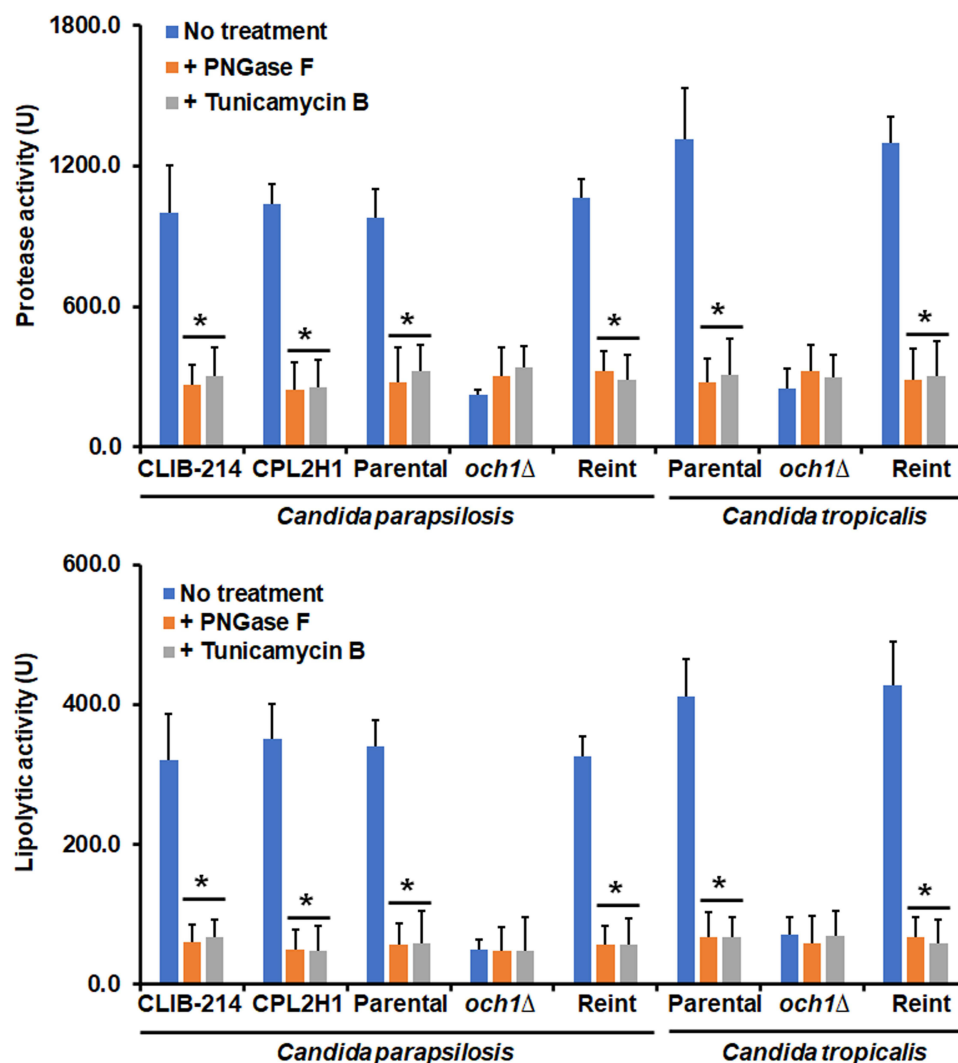 Protease activity (U)
1800.0
1200.0
600.0
0.0
No treatment
+ PNGase F
+ Tunicamycin B
*
*
*
*
*
*
CLIB-214 CPL2H1 Parental och1Δ Reint Parental och1Δ Reint
Candida parapsilosis Candida tropicalis
Lipolytic activity (U)
600.0
400.0
200.0
0.0
No treatment
+ PNGase F
+ Tunicamycin B
*
*
*
*
*
*
CLIB-214 CPL2H1 Parental och1Δ Reint Parental och1Δ Reint
Candida parapsilosis Candida tropicalis